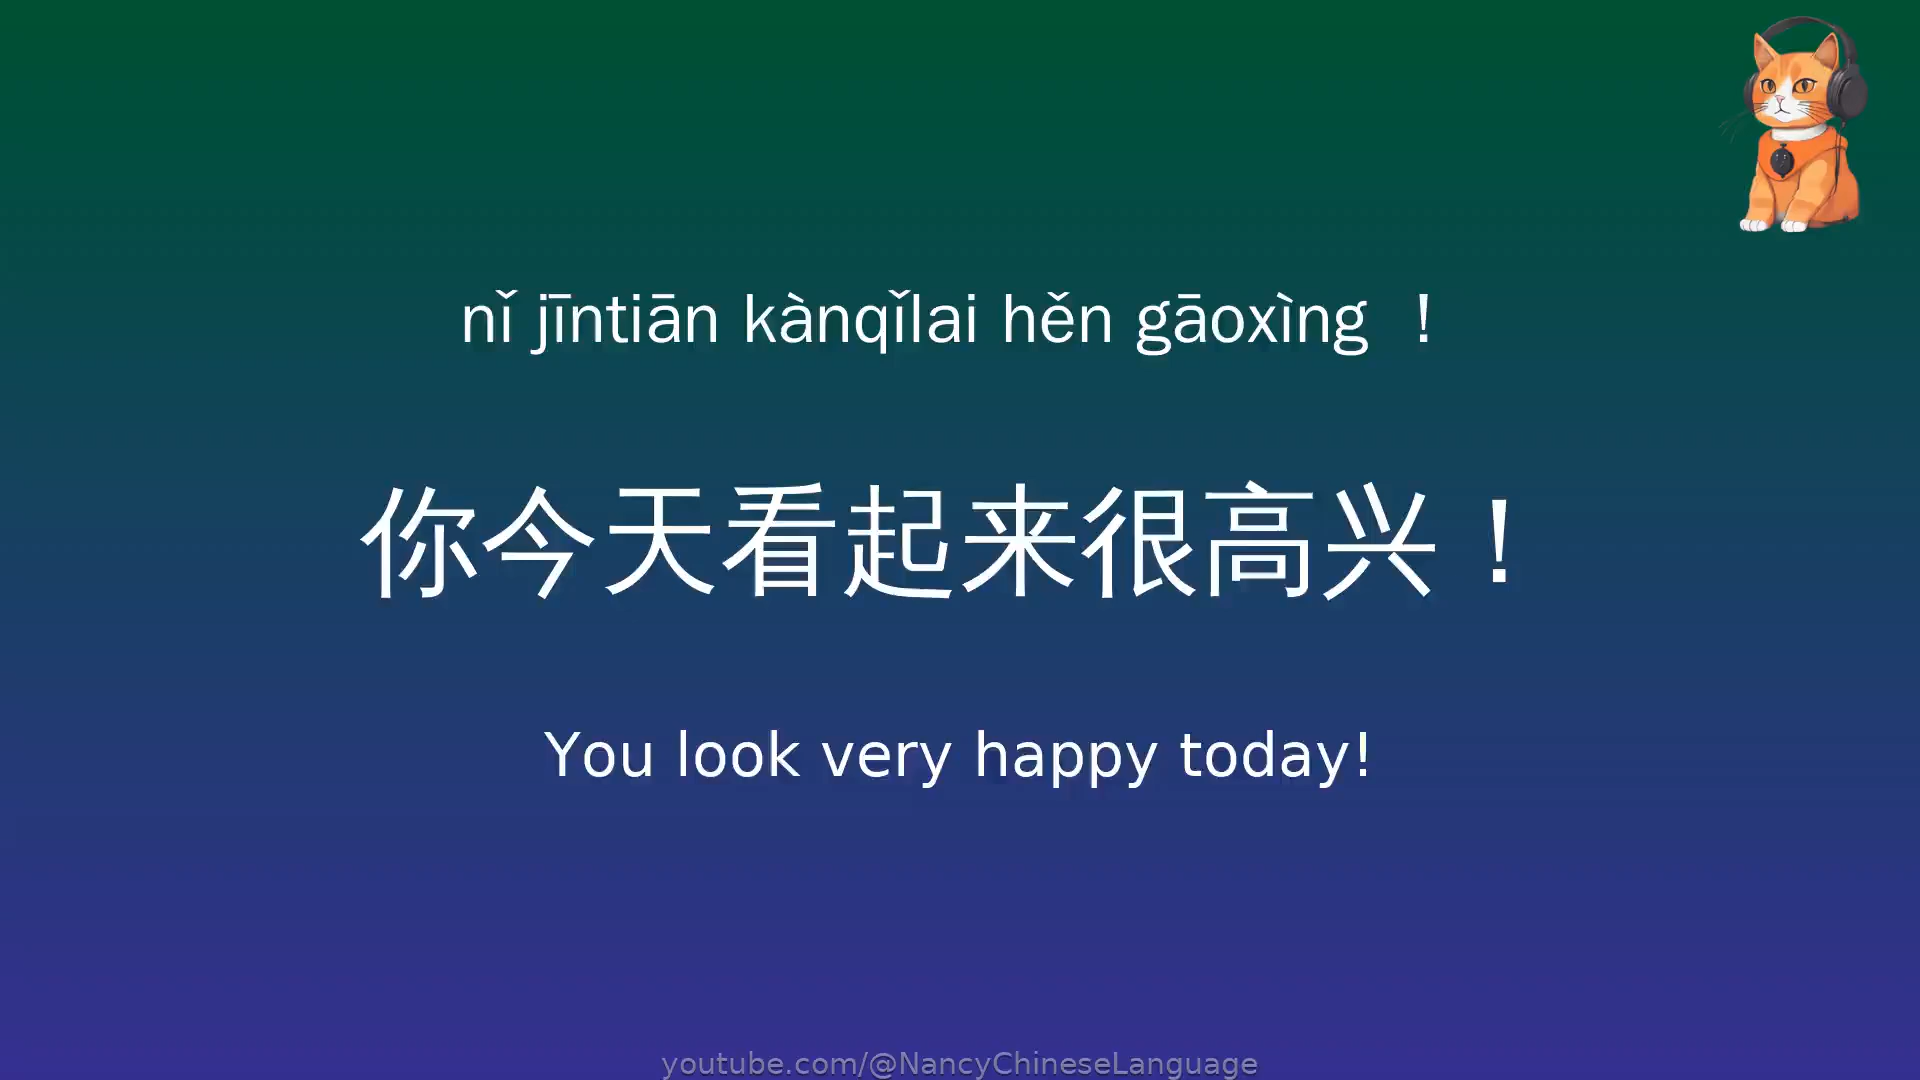 nǐ jīntiān kànqǐlai hěn gāoxìng ！
你今天看起来很高兴！
You look very happy today!
youtube.com/@NancyChineseLanguage